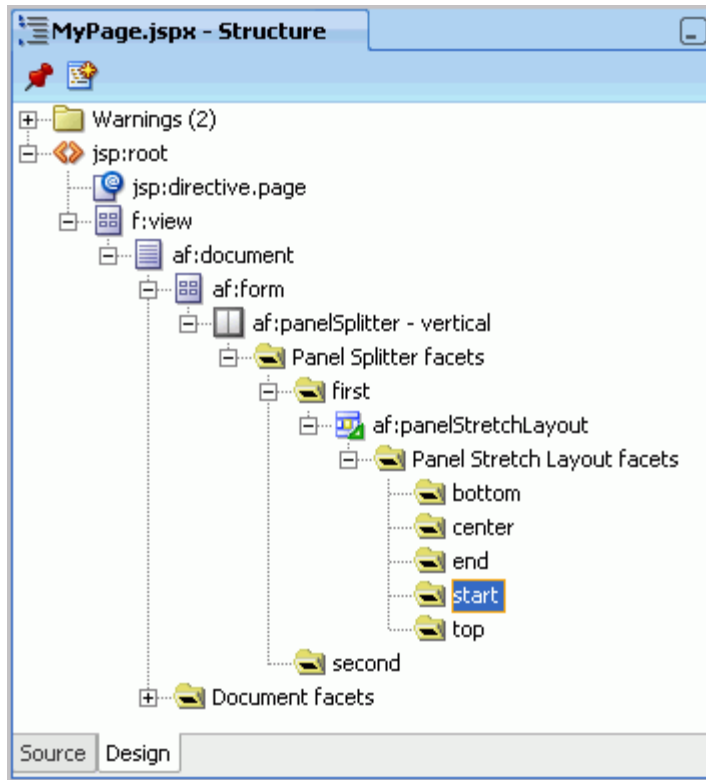 MyPage.jspx - Structure
Warnings (2)
jsp:root
jsp:directive.page
f:view
af:document
af:form
af:panelSplitter - vertical
Panel Splitter facets
first
af:panelStretchLayout
Panel Stretch Layout facets
bottom
center
end
start
top
second
Document facets
Source Design